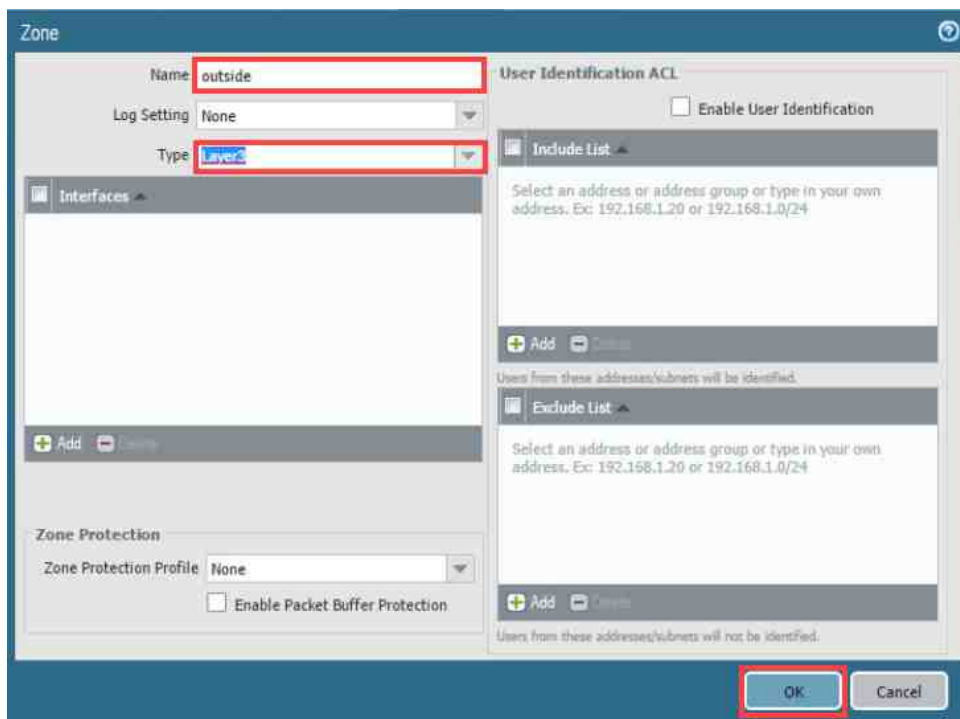 Zone
Name outside
Log Setting None
Type Layer3
Interfaces
Add Delete
Zone Protection
Zone Protection Profile None
Enable Packet Buffer Protection
User Identification ACL
Enable User Identification
Include List
Select an address or address group or type in your own
address. Ex: 192.168.1.20 or 192.168.1.0/24
Add Delete
Users from these addresses/subnets will be identified.
Exclude List
Select an address or address group or type in your own
address. Ex: 192.168.1.20 or 192.168.1.0/24
Add Delete
Users from these addresses/subnets will not be identified.
OK Cancel